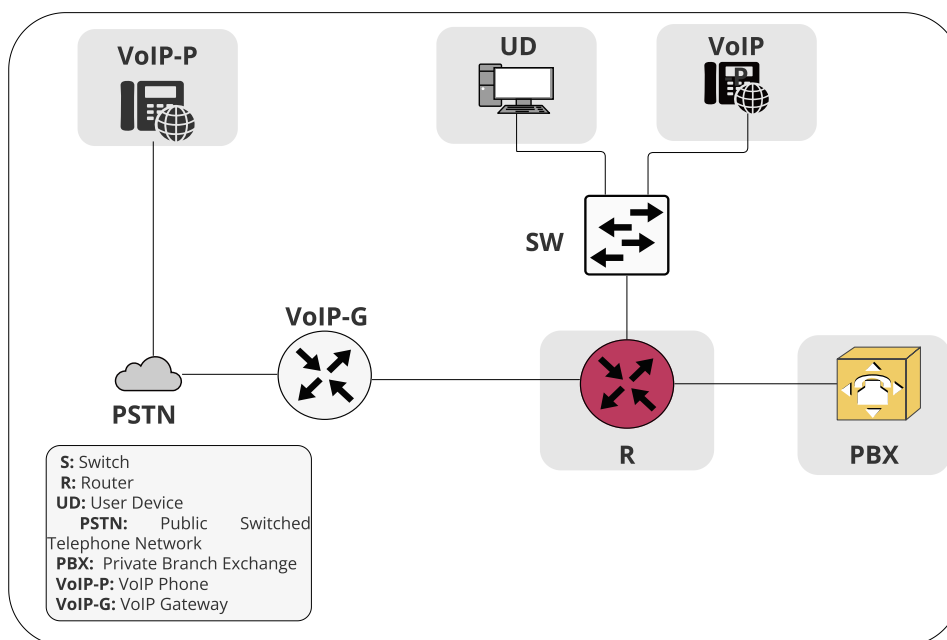 VoIP-P
UD
VoIP
P
SW
VoIP-G
PSTN
R
PBX
S: Switch
R: Router
UD: User Device
PSTN: Public Switched
Telephone Network
PBX: Private Branch Exchange
VoIP-P: VoIP Phone
VoIP-G: VoIP Gateway